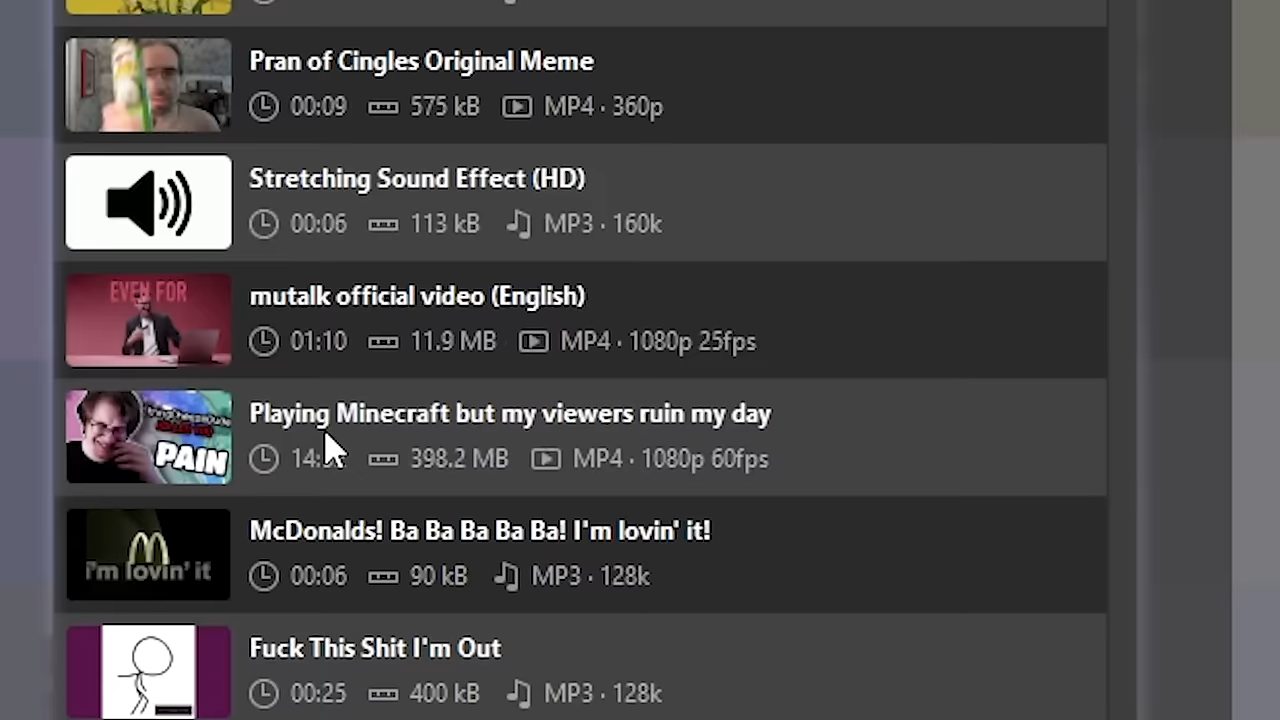 Pran of Cingles Original Meme
00:09 575 kB MP4 · 360p
Stretching Sound Effect (HD)
00:06 113 kB MP3 · 160k
EVEN FOR
mutalk official video (English)
01:10 11.9 MB MP4 · 1080p 25fps
PAIN
Playing Minecraft but my viewers ruin my day
14: 398.2 MB MP4 · 1080p 60fps
i'm lovin' it
McDonalds! Ba Ba Ba Ba Ba! I'm lovin' it!
00:06 90 kB MP3 · 128k
Fuck This Shit I'm Out
00:25 400 kB MP3 · 128k